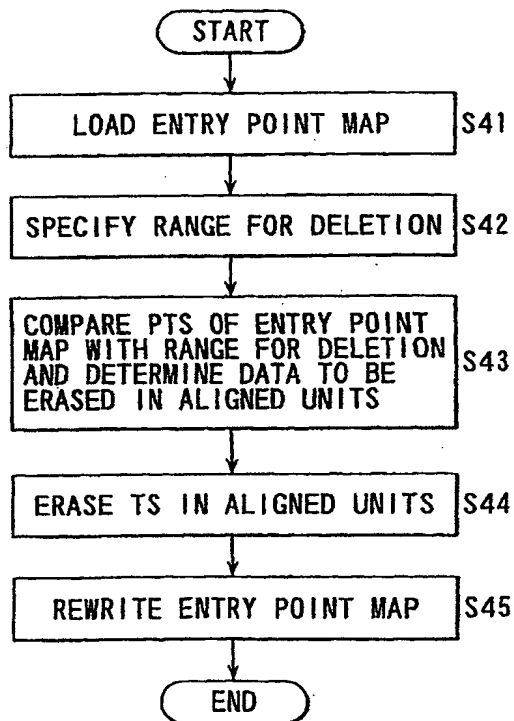 START
LOAD ENTRY POINT MAP S41
SPECIFY RANGE FOR DELETION S42
COMPARE PTS OF ENTRY POINT
MAP WITH RANGE FOR DELETION
AND DETERMINE DATA TO BE S43
ERASED IN ALIGNED UNITS
ERASE TS IN ALIGNED UNITS S44
REWRITE ENTRY POINT MAP S45
END